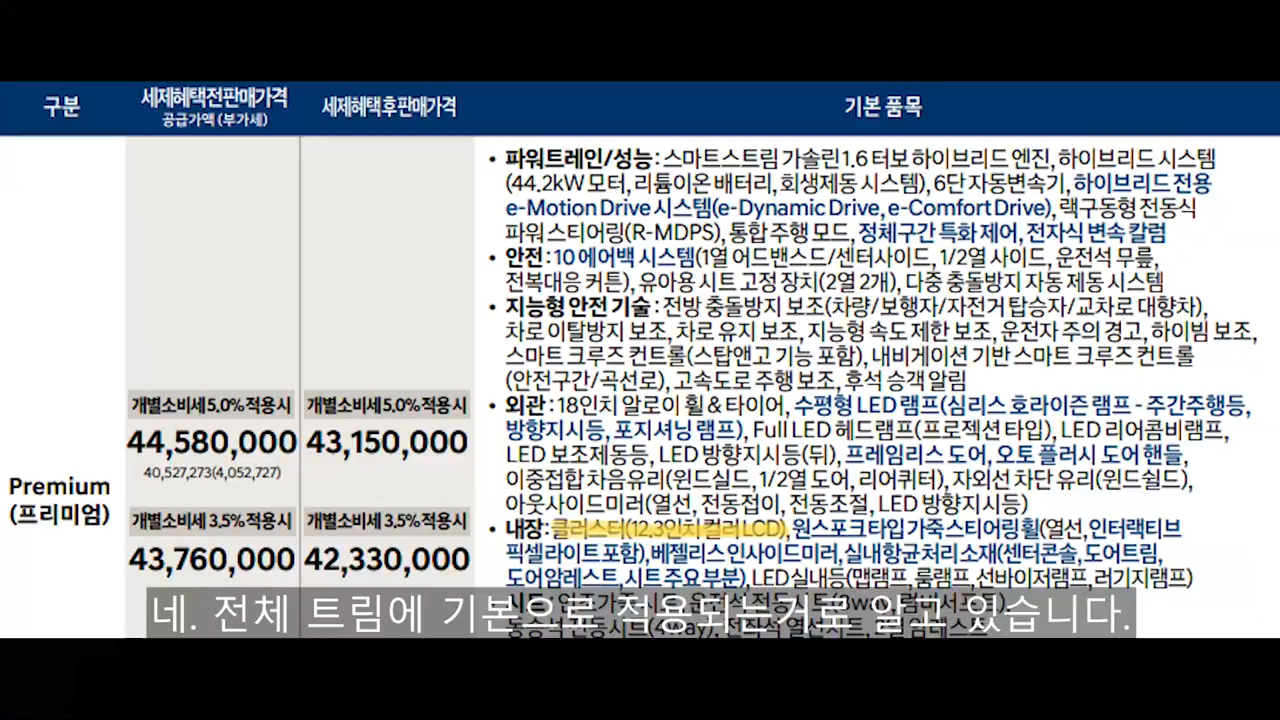 구분
세제혜택전판매가격
공급가액 (부가세)
세제혜택후판매가격
기본 품목
Premium
(프리미엄)
개별소비세 5.0% 적용시
44,580,000
40,527,273(4,052,727)
개별소비세 3.5% 적용시
43,760,000
개별소비세 5.0% 적용시
43,150,000
개별소비세 3.5% 적용시
42,330,000
• 파워트레인/성능 : 스마트스트림 가솔린 1.6 터보 하이브리드 엔진, 하이브리드 시스템
(44.2kW 모터, 리튬이온 배터리, 회생제동 시스템), 6단 자동변속기, 하이브리드 전용
e-Motion Drive 시스템(e-Dynamic Drive, e-Comfort Drive), 랙구동형 전동식
파워 스티어링(R-MDPS), 통합 주행 모드, 정체구간 특화 제어, 전자식 변속 칼럼
• 안전 : 10 에어백 시스템(1열 어드밴스드/센터사이드, 1/2열 사이드, 운전석 무릎,
전복대응 커튼), 유아용 시트 고정 장치(2열 2개), 다중 충돌방지 자동 제동 시스템
• 지능형 안전 기술 : 전방 충돌방지 보조(차량/보행자/자전거 탑승자/교차로 대향차),
차로 이탈방지 보조, 차로 유지 보조, 지능형 속도 제한 보조, 운전자 주의 경고, 하이빔 보조,
스마트 크루즈 컨트롤(스탑앤고 기능 포함), 내비게이션 기반 스마트 크루즈 컨트롤
(안전구간/곡선로), 고속도로 주행 보조, 후석 승객 알림
• 외관 : 18인치 알로이 휠 & 타이어, 수평형 LED 램프(심리스 호라이즌 램프 - 주간주행등,
방향지시등, 포지셔닝 램프), Full LED 헤드램프(프로젝션 타입), LED 리어콤비램프,
LED 보조제동등, LED 방향지시등(뒤), 프레임리스 도어, 오토 플러시 도어 핸들,
이중접합 차음유리(윈드실드, 1/2열 도어, 리어쿼터), 자외선 차단 유리(윈드쉴드),
아웃사이드미러(열선, 전동접이, 전동조절, LED 방향지시등)
• 내장 : 클러스터(12.3인치 컬러 LCD), 원스포크 타입 가죽 스티어링 휠(열선, 인터랙티브
픽셀라이트 포함), 베젤리스 인사이드미러, 실내 항균처리 소재(센터콘솔, 도어트림,
도어 암레스트, 시트 주요 부분), LED 실내등(맵램프, 룸램프, 선바이저램프, 러기지램프)
네. 전체 트림에 기본으로 적용되는거로 알고 있습니다.